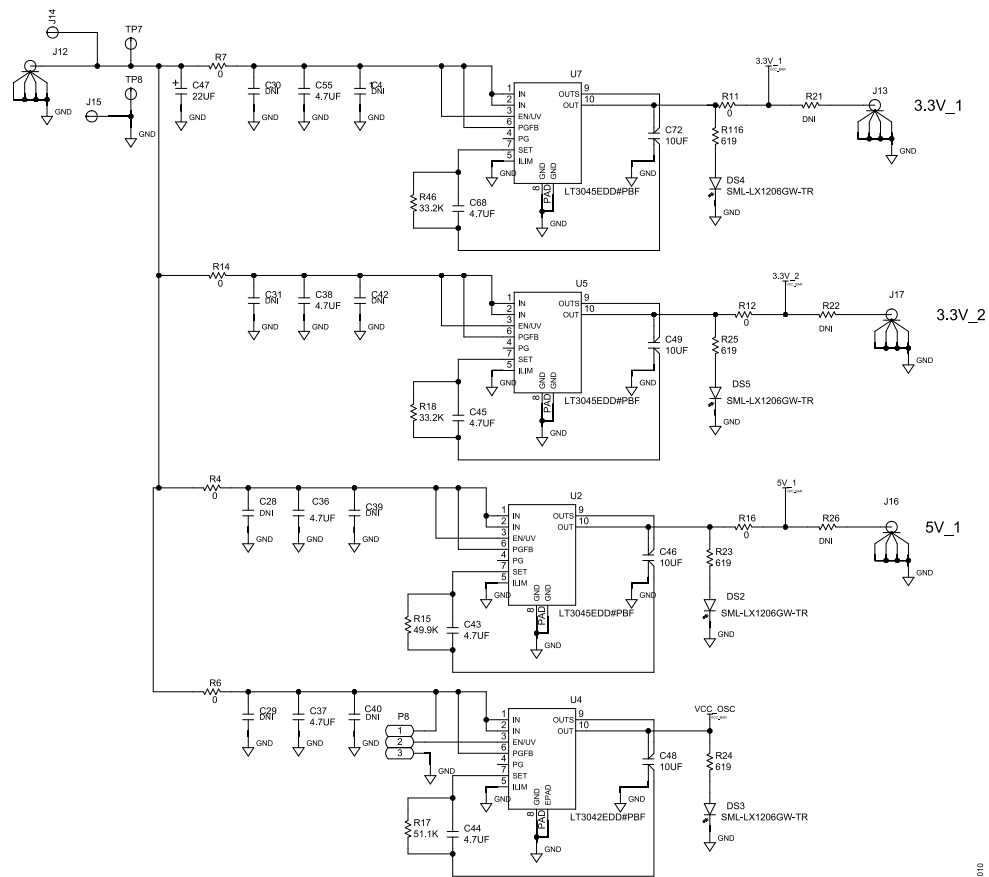 J14
TP7
J12
TP8
J15
GND
GND
C47
22UF
GND
R7
0
C30
DNI
GND
C55
4.7UF
GND
C4
DNI
GND
U7
1 IN
2 IN
3 EN/UV
6 PGFB
4 PG
7 SET
5 ILIM
OUTS 9
OUT 10
GND
GND
8
PAD
GND
GND
LT3045EDD#PBF
R46
33.2K
C68
4.7UF
C72
10UF
GND
R11
0
R116
619
DS4
SML-LX1206GW-TR
GND
3.3V_1
VCC_BAR
R21
DNI
J13
GND
3.3V_1
R14
0
C31
DNI
GND
C38
4.7UF
GND
C42
DNI
GND
U5
1 IN
2 IN
3 EN/UV
6 PGFB
4 PG
7 SET
5 ILIM
OUTS 9
OUT 10
GND
GND
8
PAD
GND
GND
LT3045EDD#PBF
R18
33.2K
C45
4.7UF
C49
10UF
GND
R12
0
R25
619
DS5
SML-LX1206GW-TR
GND
3.3V_2
VCC_BAR
R22
DNI
J17
GND
3.3V_2
R4
0
C28
DNI
GND
C36
4.7UF
GND
C39
DNI
GND
U2
1 IN
2 IN
3 EN/UV
6 PGFB
4 PG
7 SET
5 ILIM
OUTS 9
OUT 10
GND
GND
8
PAD
GND
GND
LT3045EDD#PBF
R15
49.9K
C43
4.7UF
C46
10UF
GND
R16
0
R23
619
DS2
SML-LX1206GW-TR
GND
5V_1
VCC_BAR
R26
DNI
J16
GND
5V_1
R6
0
C29
DNI
GND
C37
4.7UF
GND
C40
DNI
GND
P8
1
2
3
GND
U4
1 IN
2 IN
3 EN/UV
6 PGFB
4 PG
7 SET
5 ILIM
OUTS 9
OUT 10
GND
EPAD
8
PAD
GND
GND
LT3042EDD#PBF
R17
51.1K
C44
4.7UF
C48
10UF
GND
VCC_OSC
VCC_BAR
R24
619
DS3
SML-LX1206GW-TR
GND
010